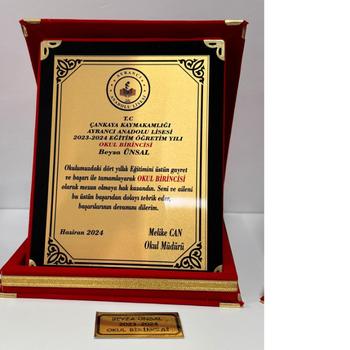 AYRANCI
ANADOLU LİSESİ
T.C
ÇANKAYA KAYMAKAMLIĞI
AYRANCI ANADOLU LİSESİ
2023-2024 EĞİTİM ÖĞRETİM YILI
OKUL BİRİNCİSİ
Beyza ÜNSAL
Okulumuzdaki dört yıllık Eğitimini üstün gayret
ve başarı ile tamamlayarak OKUL BİRİNCİSİ
olarak mezun olmaya hak kazandın. Seni ve aileni
bu üstün başarıdan dolayı tebrik eder,
başarılarının devamını dilerim.
Haziran 2024
Melike CAN
Okul Müdürü
BEYZA ÜNSAL
2023-2024
OKUL BİRİNCİSİ